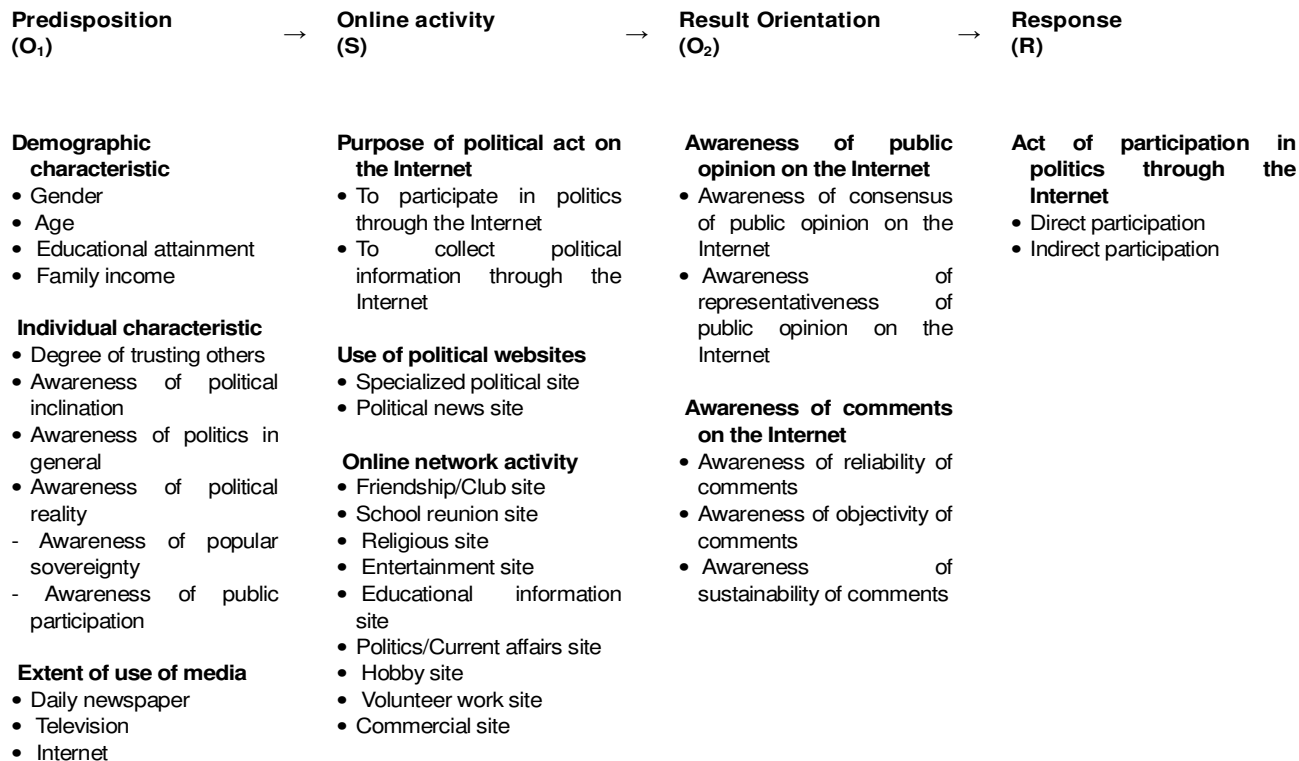 Predisposition
(O₁)
→
Online activity
(S)
→
Result Orientation
(O₂)
→
Response
(R)
Demographic
characteristic
• Gender
• Age
• Educational attainment
• Family income
Individual characteristic
• Degree of trusting others
• Awareness of political
inclination
• Awareness of politics in
general
• Awareness of political
reality
- Awareness of popular
sovereignty
- Awareness of public
participation
Extent of use of media
• Daily newspaper
• Television
• Internet
Purpose of political act on
the Internet
• To participate in politics
through the Internet
• To collect political
information through the
Internet
Use of political websites
• Specialized political site
• Political news site
Online network activity
• Friendship/Club site
• School reunion site
• Religious site
• Entertainment site
• Educational information
site
• Politics/Current affairs site
• Hobby site
• Volunteer work site
• Commercial site
Awareness of public
opinion on the Internet
• Awareness of consensus
of public opinion on the
Internet
• Awareness of
representativeness of
public opinion on the
Internet
Awareness of comments
on the Internet
• Awareness of reliability of
comments
• Awareness of objectivity of
comments
• Awareness of
sustainability of comments
Act of participation in
politics through the
Internet
• Direct participation
• Indirect participation